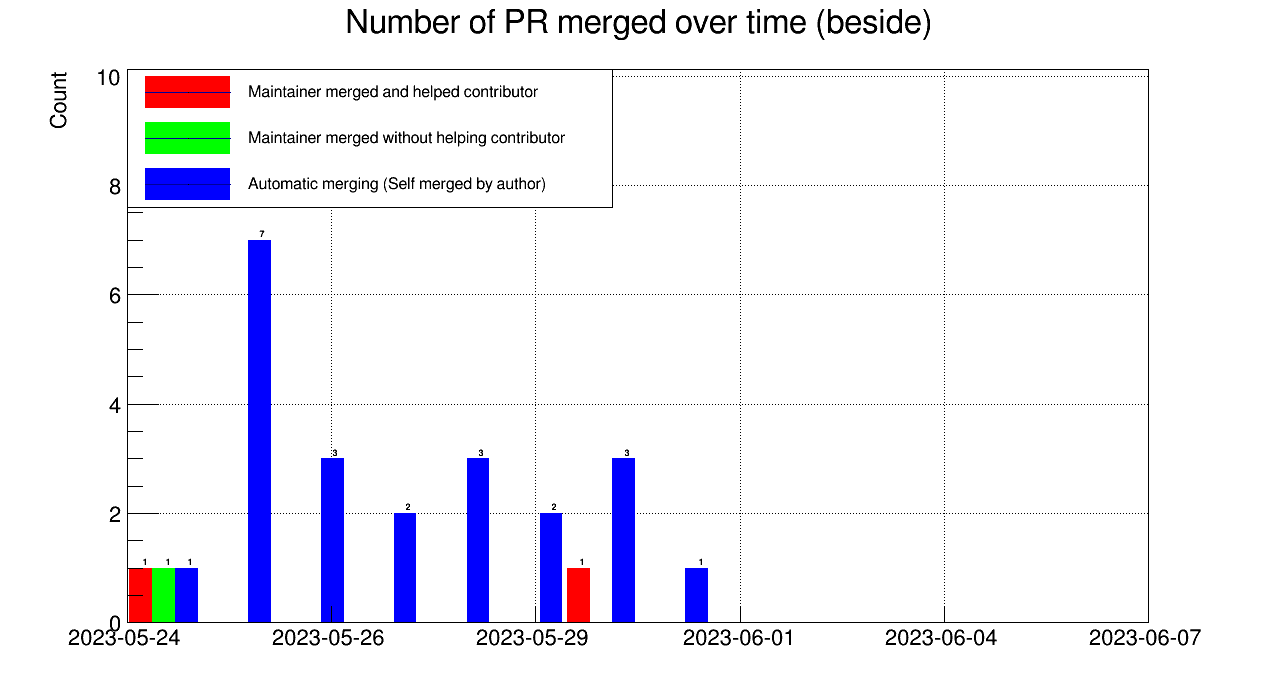 Number of PR merged over time (beside)
Count
10
8
6
4
2
0
Maintainer merged and helped contributor
Maintainer merged without helping contributor
Automatic merging (Self merged by author)
1 1 1 7 3 2 3 2 1 3 1
2023-05-24 2023-05-26 2023-05-29 2023-06-01 2023-06-04 2023-06-07